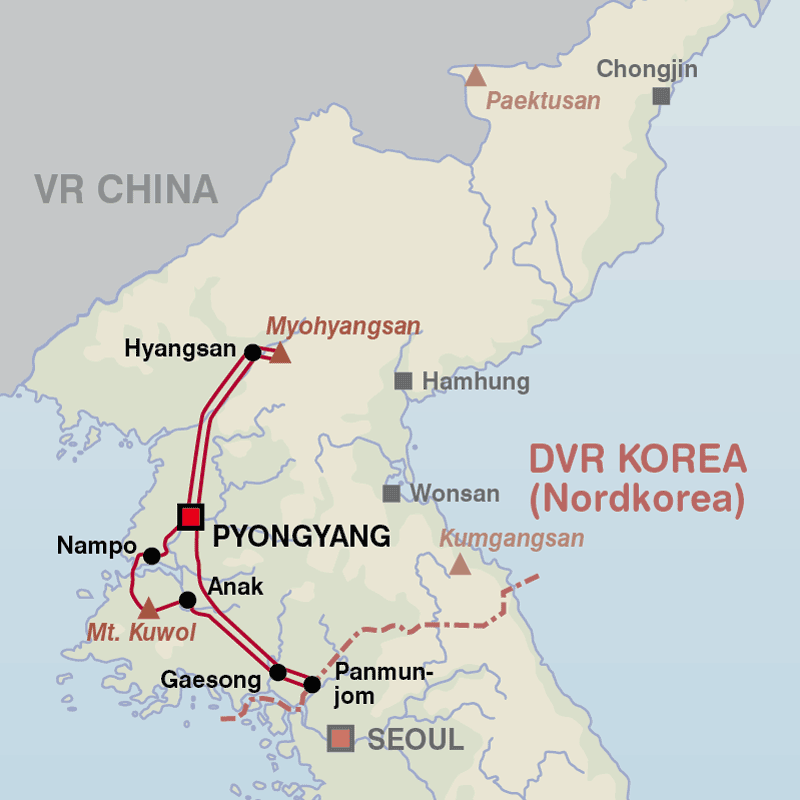 Chongjin
Paektusan
VR CHINA
Myohyangsan
Hyangsan
Hamhung
DVR KOREA
(Nordkorea)
Wonsan
PYONGYANG
Kumgangsan
Nampo
Anak
Mt. Kuwol
Gaesong
Panmun-
jom
SEOUL